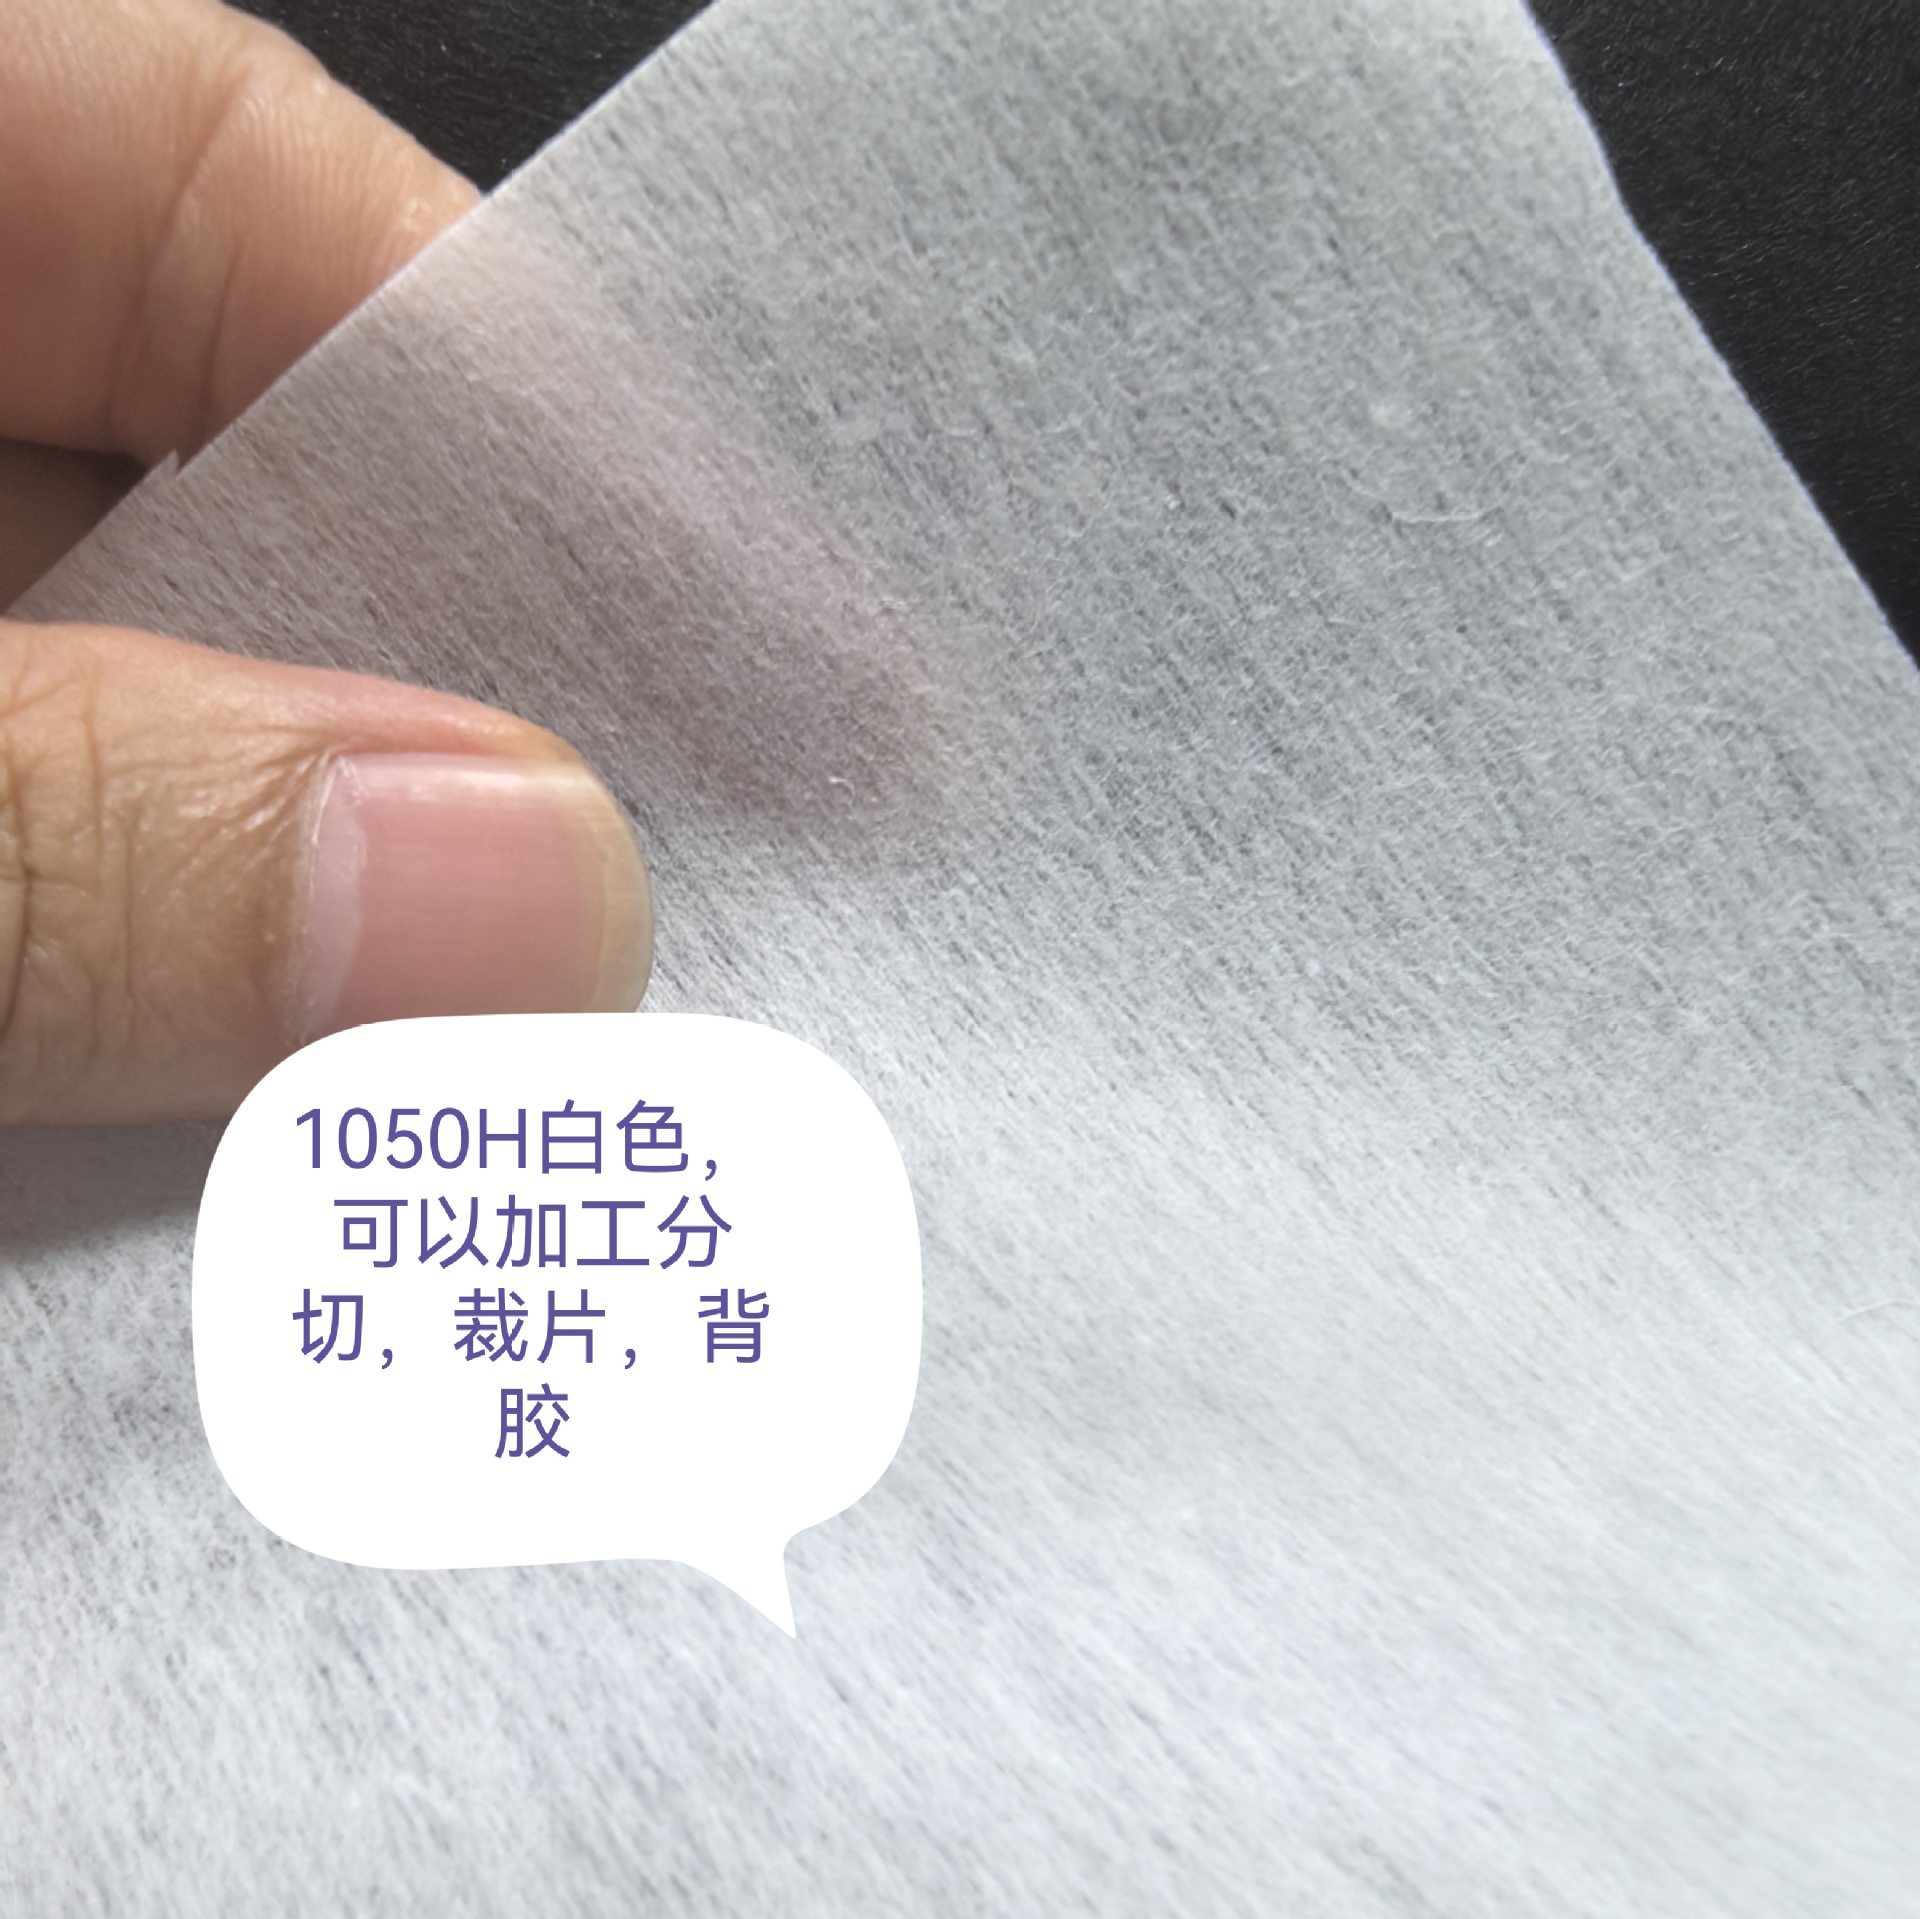 1050H白色，
可以加工分
切，裁片，背
胶